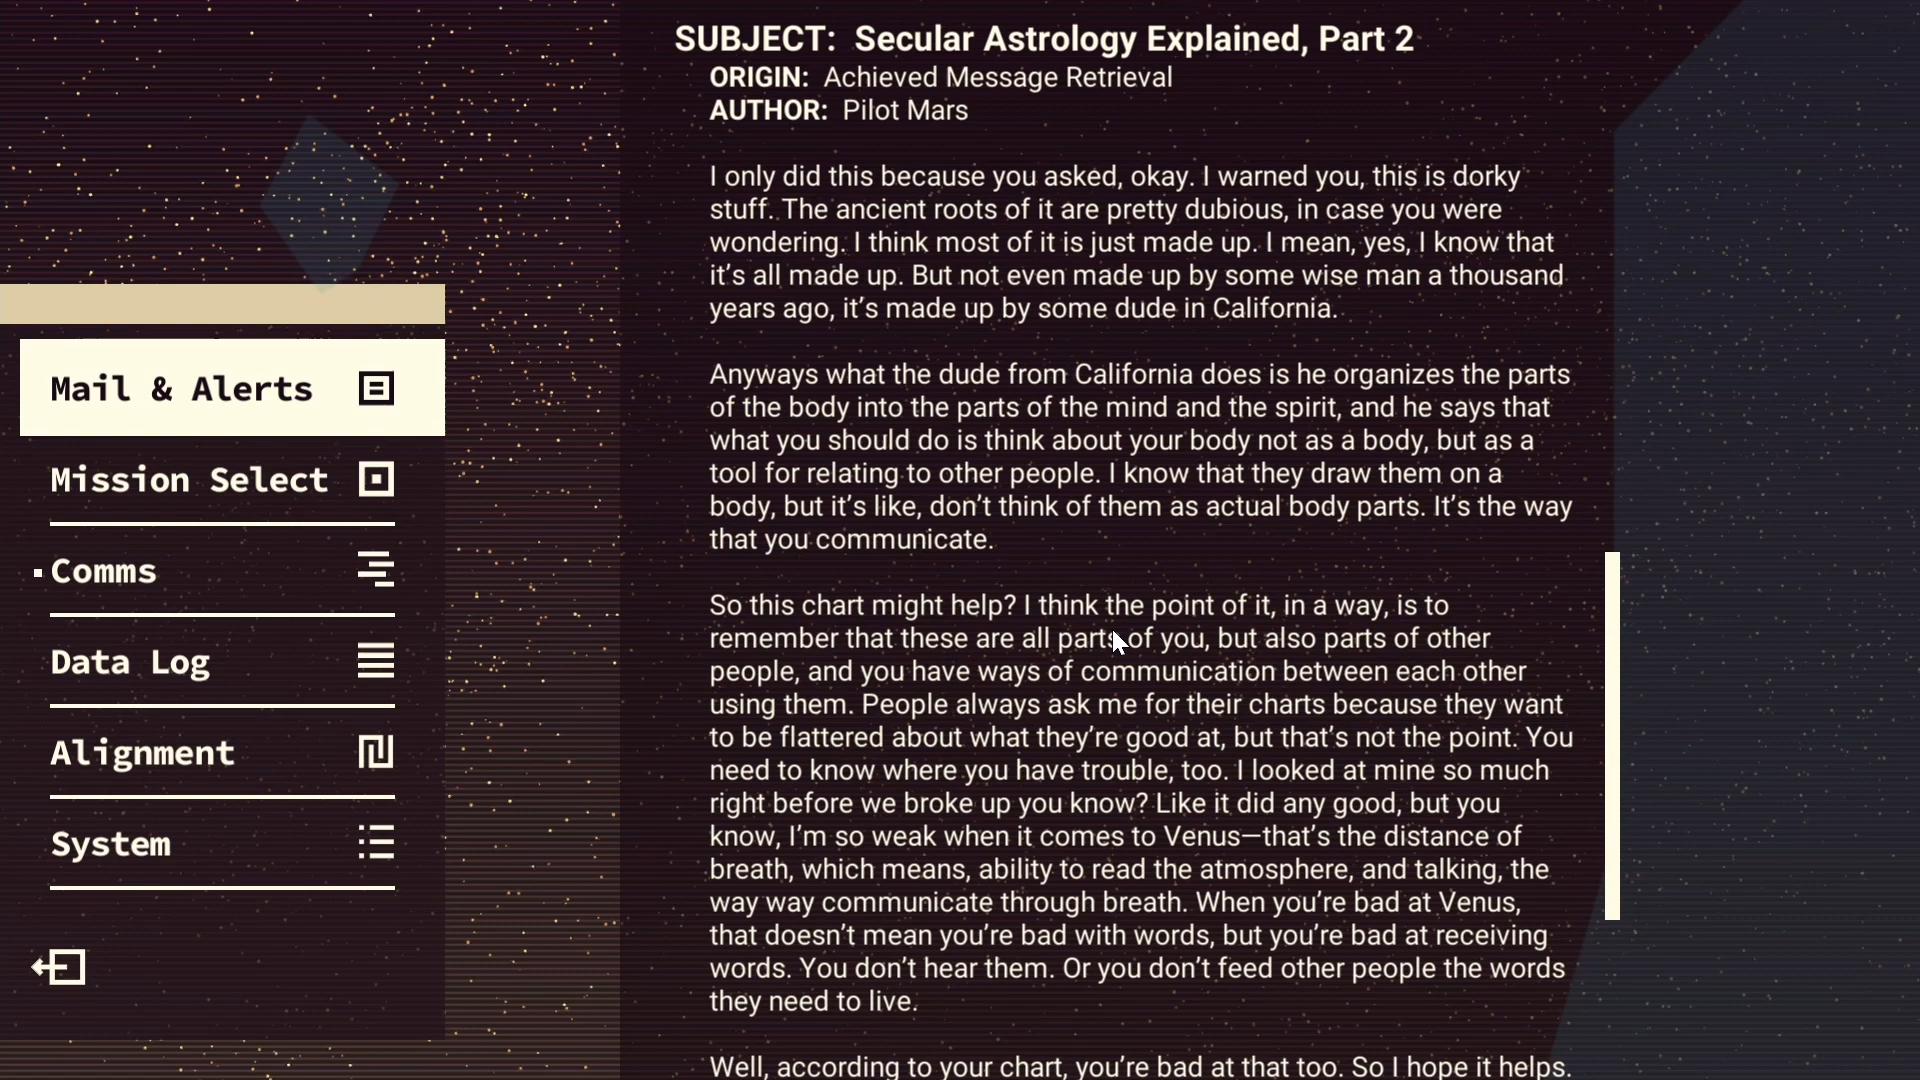 SUBJECT: Secular Astrology Explained, Part 2
ORIGIN: Achieved Message Retrieval
AUTHOR: Pilot Mars
I only did this because you asked, okay. I warned you, this is dorky
stuff. The ancient roots of it are pretty dubious, in case you were
wondering. I think most of it is just made up. I mean, yes, I know that
it’s all made up. But not even made up by some wise man a thousand
years ago, it’s made up by some dude in California.
Anyways what the dude from California does is he organizes the parts
of the body into the parts of the mind and the spirit, and he says that
what you should do is think about your body not as a body, but as a
tool for relating to other people. I know that they draw them on a
body, but it’s like, don’t think of them as actual body parts. It’s the way
that you communicate.
So this chart might help? I think the point of it, in a way, is to
remember that these are all parts of you, but also parts of other
people, and you have ways of communication between each other
using them. People always ask me for their charts because they want
to be flattered about what they’re good at, but that’s not the point. You
need to know where you have trouble, too. I looked at mine so much
right before we broke up you know? Like it did any good, but you
know, I’m so weak when it comes to Venus—that’s the distance of
breath, which means, ability to read the atmosphere, and talking, the
way way communicate through breath. When you’re bad at Venus,
that doesn’t mean you’re bad with words, but you’re bad at receiving
words. You don’t hear them. Or you don’t feed other people the words
they need to live.
Well, according to your chart, you’re bad at that too. So I hope it helps.
Mail & Alerts
Mission Select
Comms
Data Log
Alignment
System